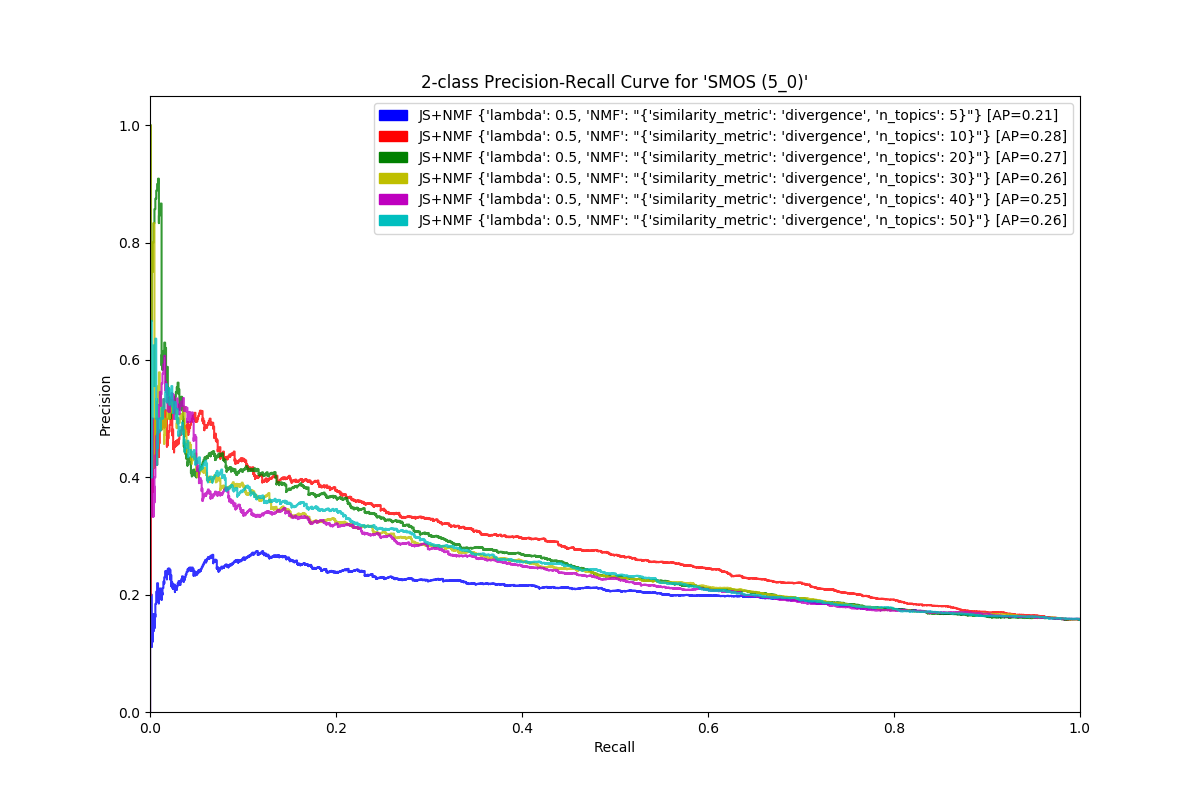 2-class Precision-Recall Curve for 'SMOS (5_0)'
JS+NMF {'lambda': 0.5, 'NMF': "{'similarity_metric': 'divergence', 'n_topics': 5}"} [AP=0.21]
JS+NMF {'lambda': 0.5, 'NMF': "{'similarity_metric': 'divergence', 'n_topics': 10}"} [AP=0.28]
JS+NMF {'lambda': 0.5, 'NMF': "{'similarity_metric': 'divergence', 'n_topics': 20}"} [AP=0.27]
JS+NMF {'lambda': 0.5, 'NMF': "{'similarity_metric': 'divergence', 'n_topics': 30}"} [AP=0.26]
JS+NMF {'lambda': 0.5, 'NMF': "{'similarity_metric': 'divergence', 'n_topics': 40}"} [AP=0.25]
JS+NMF {'lambda': 0.5, 'NMF': "{'similarity_metric': 'divergence', 'n_topics': 50}"} [AP=0.26]
1.0
0.8
0.6
0.4
0.2
0.0
Precision
0.0 0.2 0.4 0.6 0.8 1.0
Recall